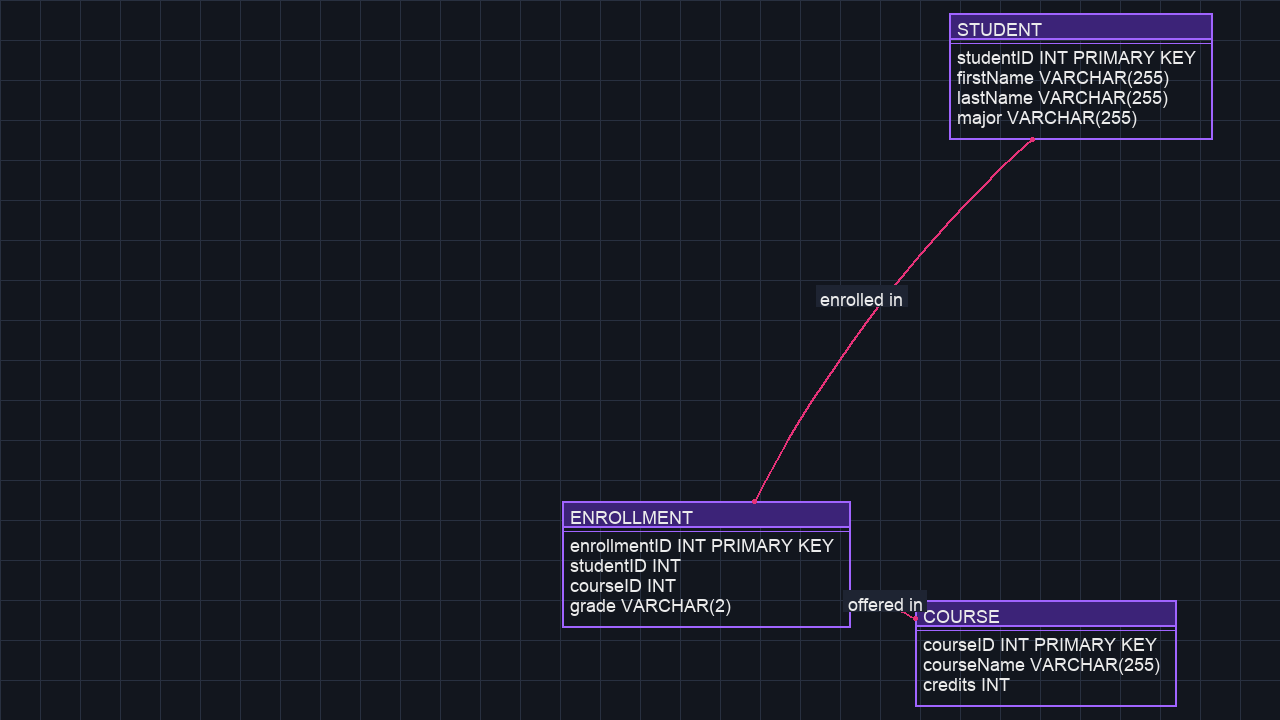 STUDENT
studentID INT PRIMARY KEY
firstName VARCHAR(255)
lastName VARCHAR(255)
major VARCHAR(255)
enrolled in
ENROLLMENT
enrollmentID INT PRIMARY KEY
studentID INT
courseID INT
grade VARCHAR(2)
offered in
COURSE
courseID INT PRIMARY KEY
courseName VARCHAR(255)
credits INT